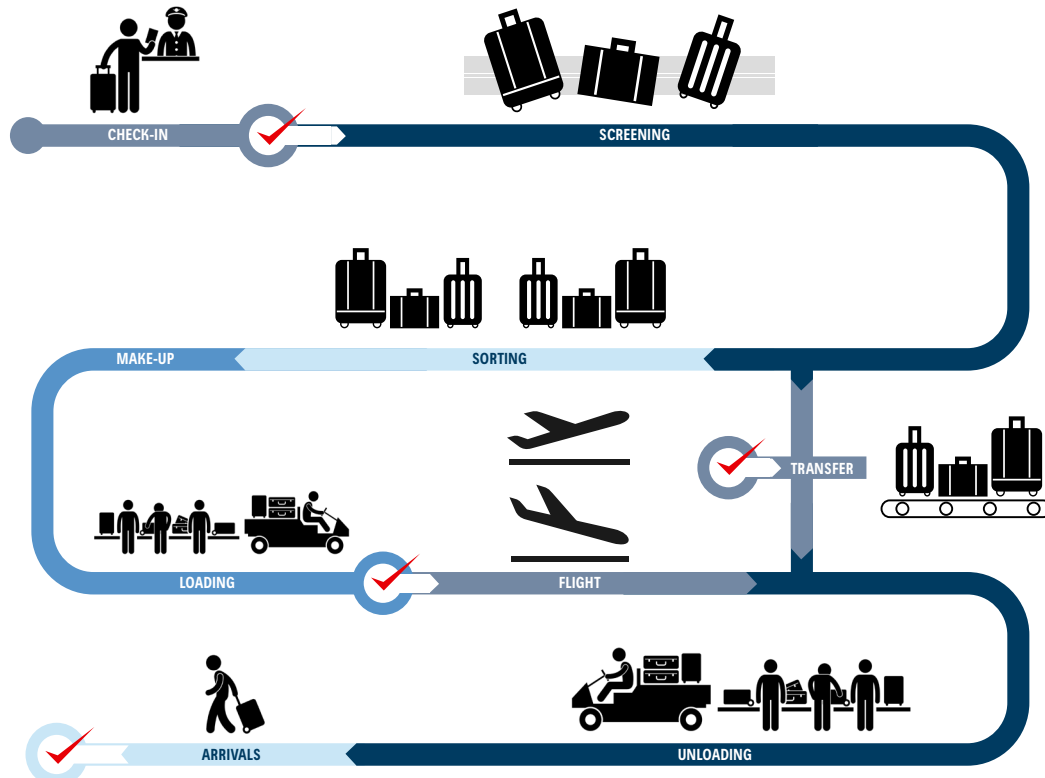 CHECK-IN
SCREENING
MAKE-UP
SORTING
TRANSFER
LOADING
FLIGHT
ARRIVALS
UNLOADING